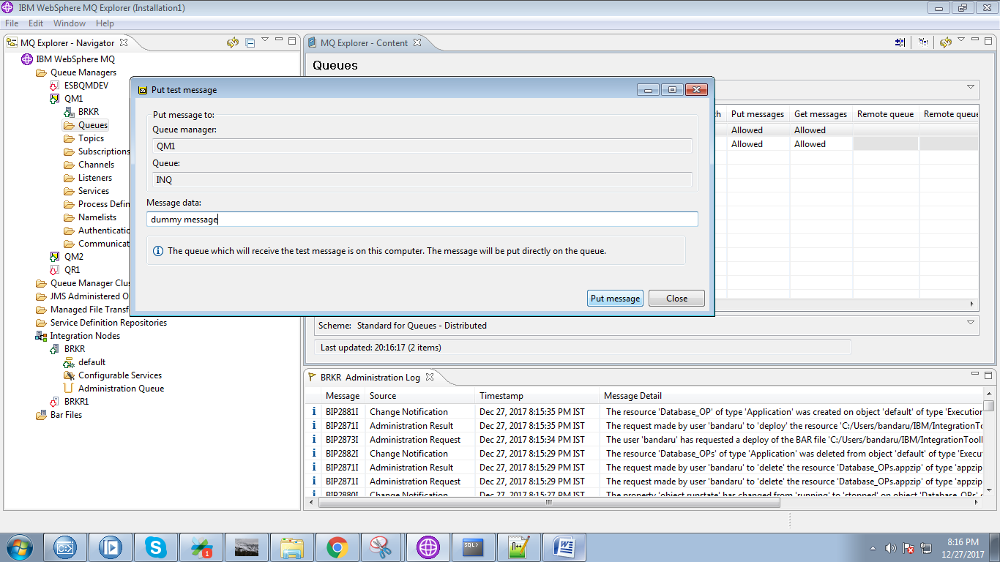 IBM WebSphere MQ Explorer (Installation1)
File Edit Window Help
MQ Explorer - Navigator
IBM WebSphere MQ
Queue Managers
ESBQMDEV
QM1
BRKR
Queues
Topics
Subscriptions
Channels
Listeners
Services
Process Defin
Namelists
Authenticatio
Communicat
QM2
QR1
Queue Manager Clus
JMS Administered O
Managed File Transf
Service Definition Repositories
Integration Nodes
BRKR
default
Configurable Services
Administration Queue
BRKR1
Bar Files
MQ Explorer - Content
Queues
th Put messages Get messages Remote queue Remote queue
Allowed Allowed
Allowed Allowed
Put test message
Put message to:
Queue manager:
QM1
Queue:
INQ
Message data:
dummy message
The queue which will receive the test message is on this computer. The message will be put directly on the queue.
Put message Close
Scheme: Standard for Queues - Distributed
Last updated: 20:16:17 (2 items)
BRKR Administration Log
Message Source Timestamp Message Detail
BIP2881I Change Notification Dec 27, 2017 8:15:35 PM IST The resource 'Database_OP' of type 'Application' was created on object 'default' of type 'Execution
BIP2871I Administration Result Dec 27, 2017 8:15:35 PM IST The request made by user 'bandaru' to 'deploy' the resource 'C:/Users/bandaru/IBM/IntegrationTo
BIP2873I Administration Request Dec 27, 2017 8:15:34 PM IST The user 'bandaru' has requested a deploy of the BAR file 'C:/Users/bandaru/IBM/IntegrationTool
BIP2882I Change Notification Dec 27, 2017 8:15:29 PM IST The resource 'Database_OPs' of type 'Application' was deleted from object 'default' of type 'Execu
BIP2871I Administration Result Dec 27, 2017 8:15:29 PM IST The request made by user 'bandaru' to 'delete' the resource 'Database_OPs.appzip' of type 'appzip
BIP2871I Administration Request Dec 27, 2017 8:15:29 PM IST The request made by user 'bandaru' to 'delete' the resource 'Database_OPs.appzip' of type 'appzip
BIP2880I Change Notification Dec 27, 2017 8:15:27 PM IST The property 'object.runstate' has changed from 'running' to 'stopped' on object 'Database_OPs'
8:16 PM
12/27/2017